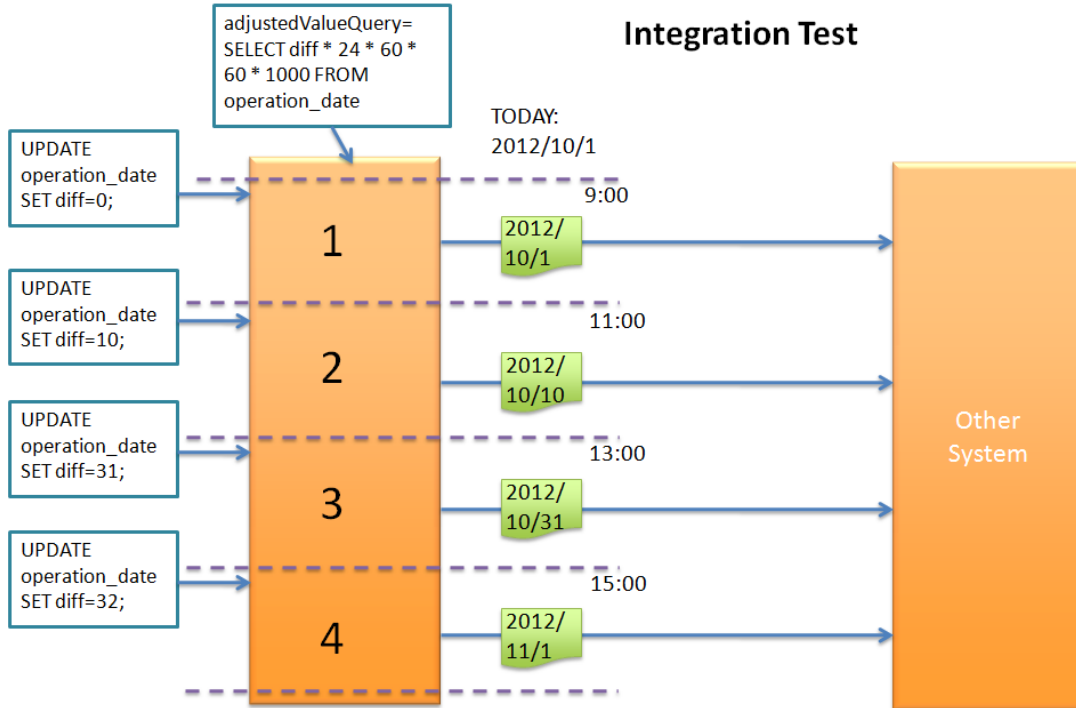 Integration Test
adjustedValueQuery=
SELECT diff * 24 * 60 *
60 * 1000 FROM
operation_date
TODAY:
2012/10/1
UPDATE
operation_date
SET diff=0;
9:00
1
2012/
10/1
UPDATE
operation_date
SET diff=10;
11:00
2
2012/
10/10
UPDATE
operation_date
SET diff=31;
13:00
3
2012/
10/31
UPDATE
operation_date
SET diff=32;
15:00
4
2012/
11/1
Other
System